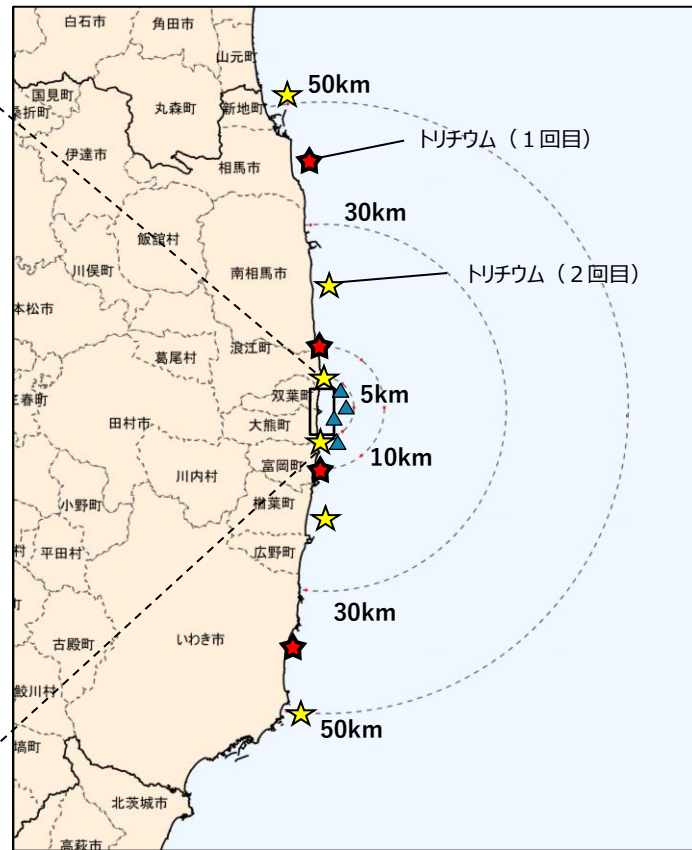 白石市
角田市
山元町
国見町
桑折町
丸森町
新地町
50km
伊達市
相馬市
トリチウム（１回目）
30km
飯舘村
川俣町
南相馬市
トリチウム（２回目）
本松市
浪江町
葛尾村
双葉町
5km
三春町
田村市
大熊町
10km
富岡町
川内村
小野町
楢葉町
村
平田村
広野町
30km
町
古殿町
いわき市
鮫川村
50km
塙町
北茨城市
高萩市